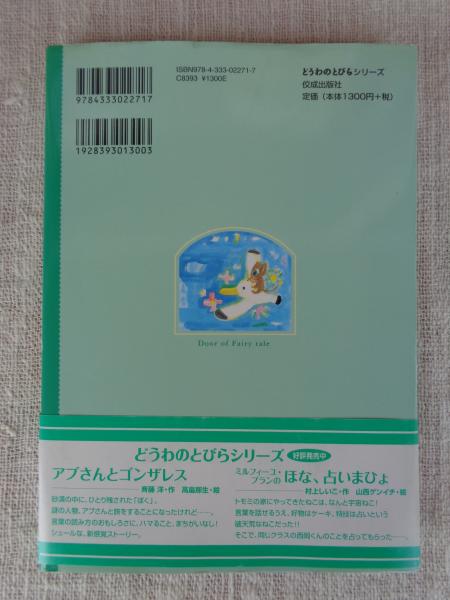 ISBN978-4-333-02271-7
C8393 ¥1300E
どうわのとびらシリーズ
佼成出版社
定価(本体1300円+税)
9784333022717
1928393013003
Door of Fairy tale
どうわのとびらシリーズ 好評発売中
アブさんとゴンザレス
斉藤 洋・作 高畠那生・絵
砂漠の中に、ひとり残された「ぼく」。
謎の人物、アブさんと旅をすることになったけれど──。
言葉の読み方のおもしろさに、ハマること、まちがいなし!
シュールな、新感覚ストーリー。
ミルフィーユ・ブランの ほな、占いまひょ
村上しいこ・作 山西ゲンイチ・絵
トモミの家にやってきたねこは、なんと宇宙ねこ!
言葉を話せるうえ、好物はケーキ、特技は占いという
破天荒なねこだった!!
そこで、同じクラスの西岡くんのことを占ってもらった……。